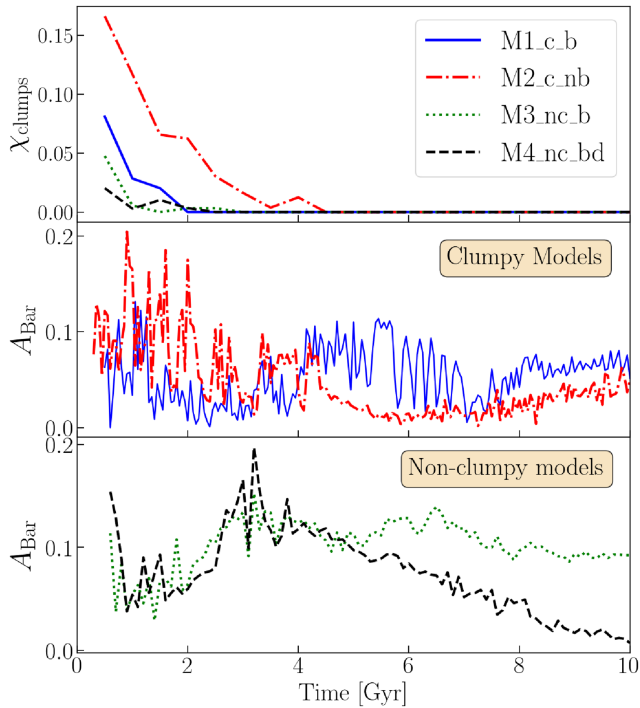 0.15
0.10
0.05
0.00
χclumps
M1_c_b
M2_c_nb
M3_nc_b
M4_nc_bd
0.2
0.1
0.0
ABar
Clumpy Models
0.2
0.1
0.0
ABar
Non-clumpy models
0 2 4 6 8 10
Time [Gyr]